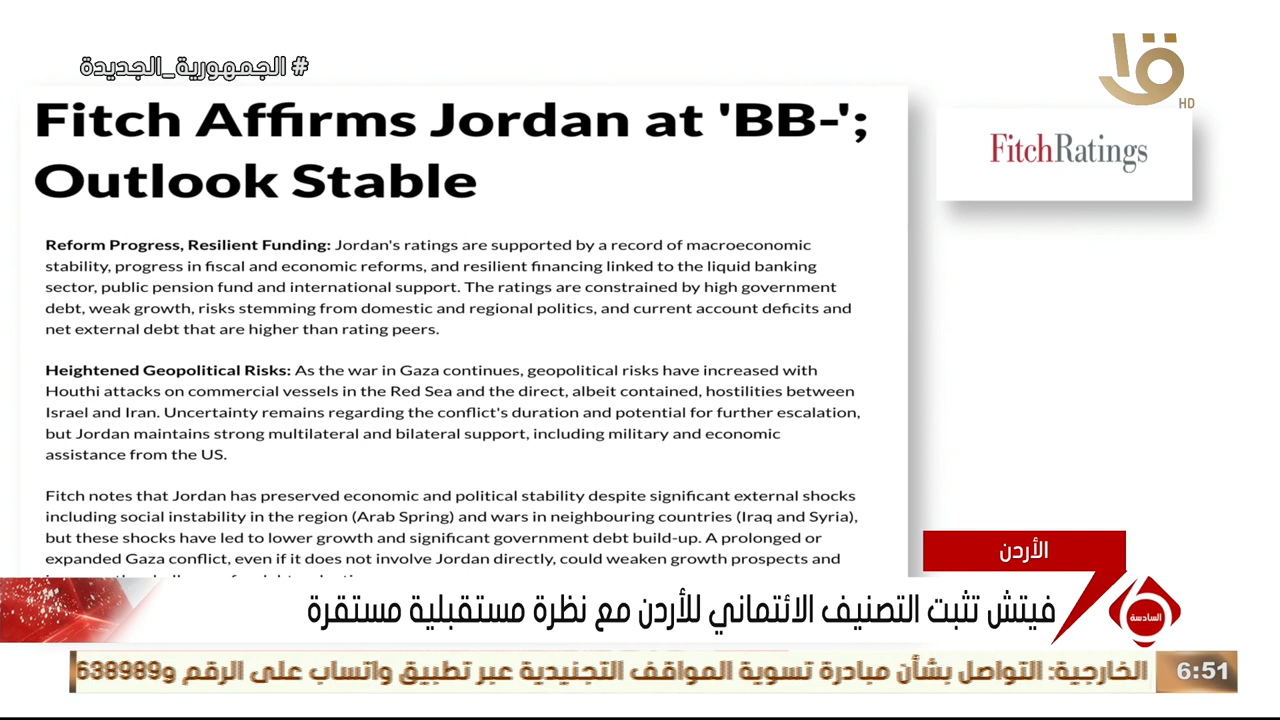 #الجمهورية_الجديدة
HD
Fitch Affirms Jordan at 'BB-';
Outlook Stable
FitchRatings
Reform Progress, Resilient Funding: Jordan's ratings are supported by a record of macroeconomic
stability, progress in fiscal and economic reforms, and resilient financing linked to the liquid banking
sector, public pension fund and international support. The ratings are constrained by high government
debt, weak growth, risks stemming from domestic and regional politics, and current account deficits and
net external debt that are higher than rating peers.
Heightened Geopolitical Risks: As the war in Gaza continues, geopolitical risks have increased with
Houthi attacks on commercial vessels in the Red Sea and the direct, albeit contained, hostilities between
Israel and Iran. Uncertainty remains regarding the conflict's duration and potential for further escalation,
but Jordan maintains strong multilateral and bilateral support, including military and economic
assistance from the US.
Fitch notes that Jordan has preserved economic and political stability despite significant external shocks
including social instability in the region (Arab Spring) and wars in neighbouring countries (Iraq and Syria),
but these shocks have led to lower growth and significant government debt build-up. A prolonged or
expanded Gaza conflict, even if it does not involve Jordan directly, could weaken growth prospects and
الأردن
فيتش تثبت التصنيف الائتماني للأردن مع نظرة مستقبلية مستقرة
السادسة
الخارجية: التواصل بشأن مبادرة تسوية المواقف التجنيدية عبر تطبيق واتساب على الرقم و638989
6:51